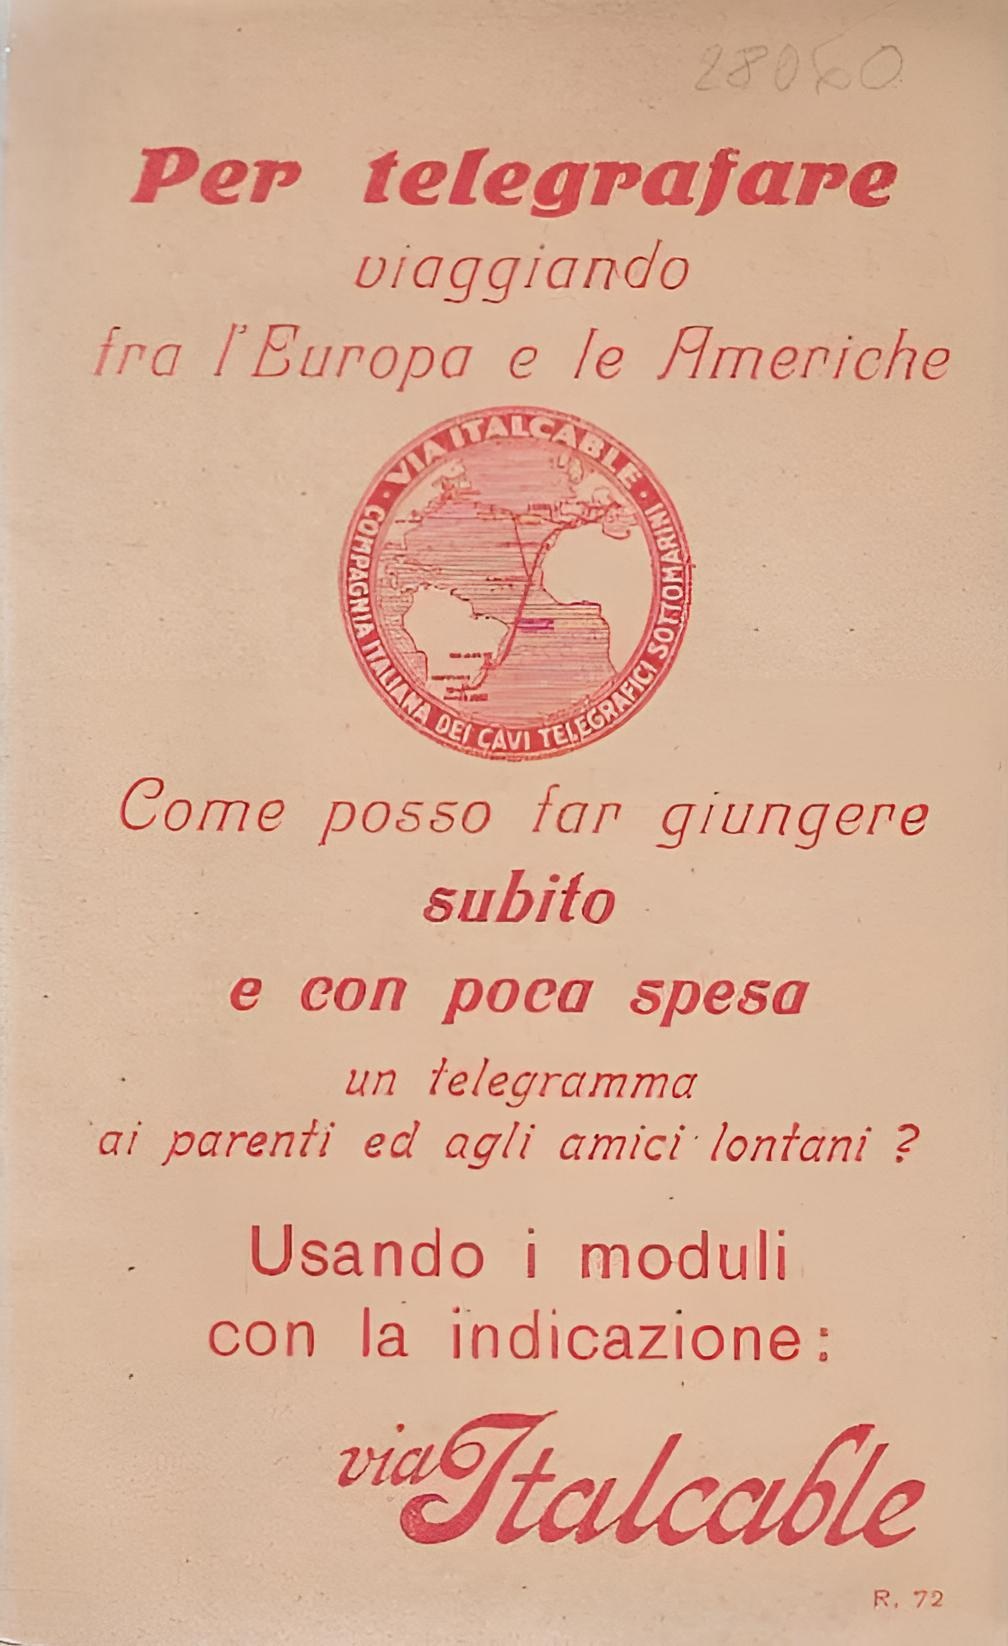 Per telegrafare
viaggiando
fra l'Europa e le Americhe
· VIA ITALCABLE ·
COMPAGNIA ITALIANA DEI CAVI TELEGRAFICI SOTTOMARINI
Come posso far giungere
subito
e con poca spesa
un telegramma
ai parenti ed agli amici lontani ?
Usando i moduli
con la indicazione:
via Italcable
R. 72